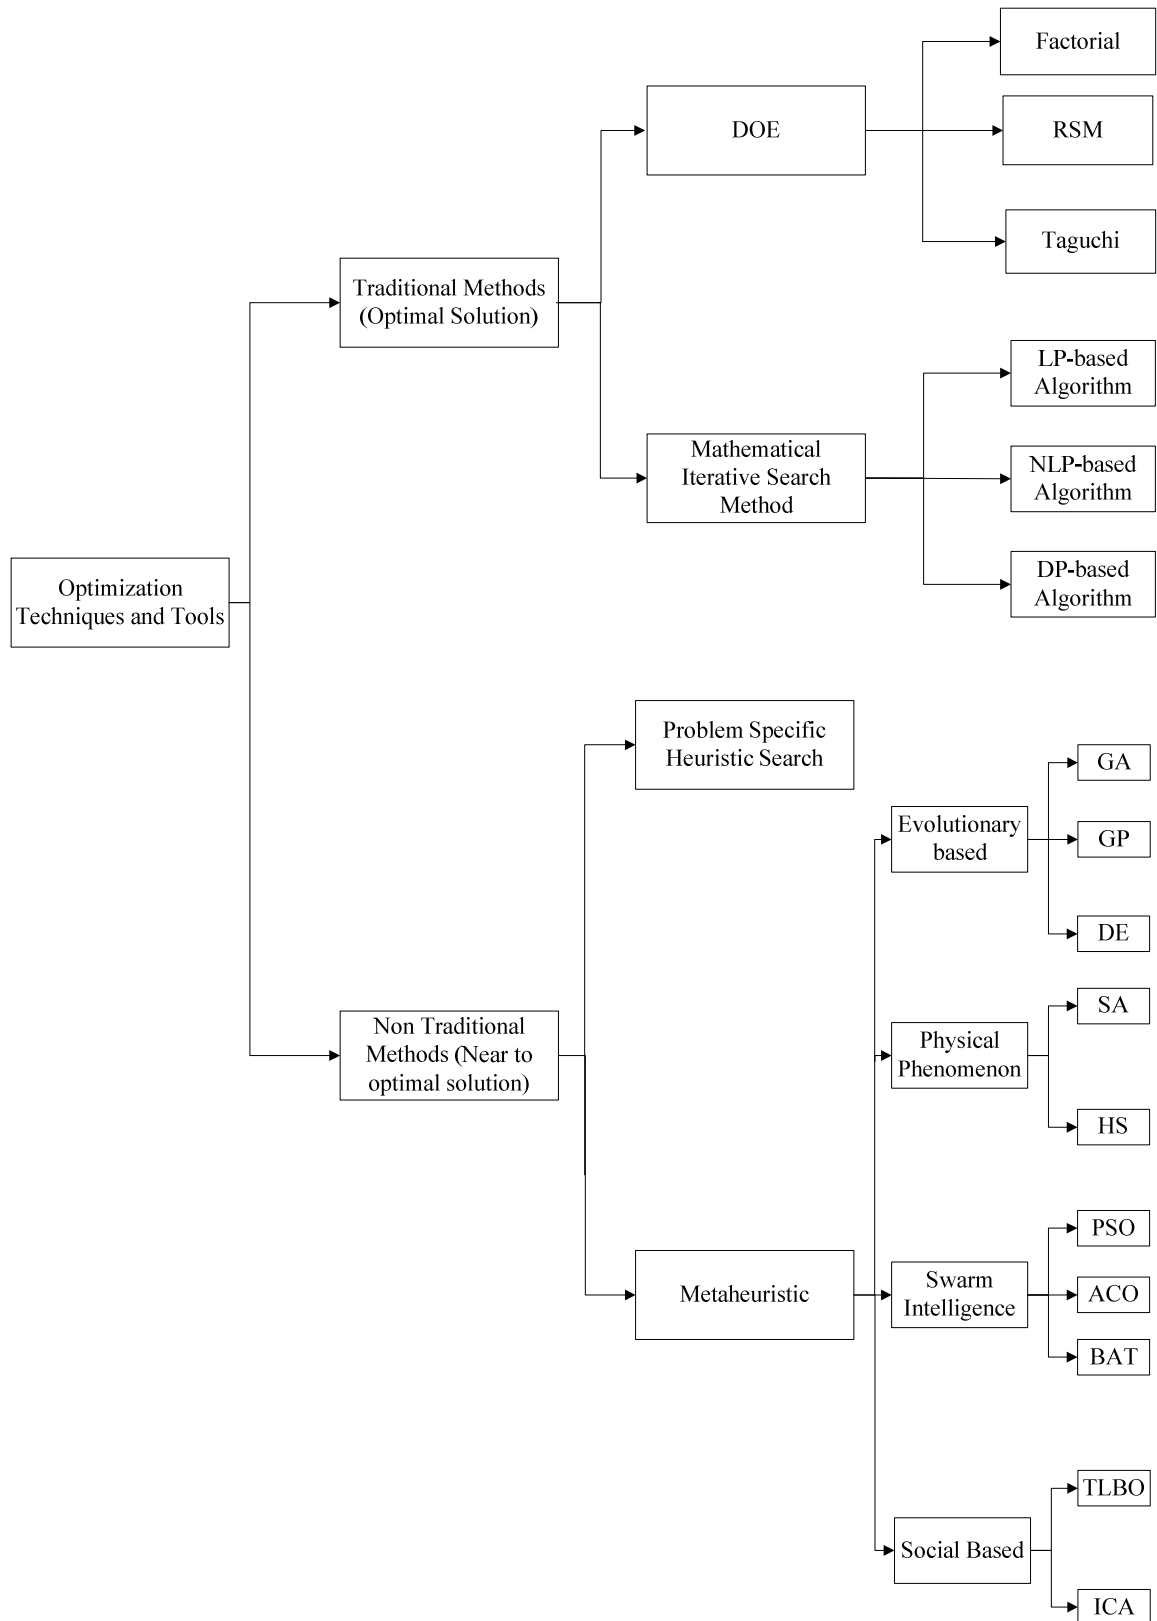 Optimization
Techniques and Tools
Traditional Methods
(Optimal Solution)
DOE
Factorial
RSM
Taguchi
Mathematical
Iterative Search
Method
LP-based
Algorithm
NLP-based
Algorithm
DP-based
Algorithm
Non Traditional
Methods (Near to
optimal solution)
Problem Specific
Heuristic Search
Metaheuristic
Evolutionary
based
GA
GP
DE
Physical
Phenomenon
SA
HS
Swarm
Intelligence
PSO
ACO
BAT
Social Based
TLBO
ICA